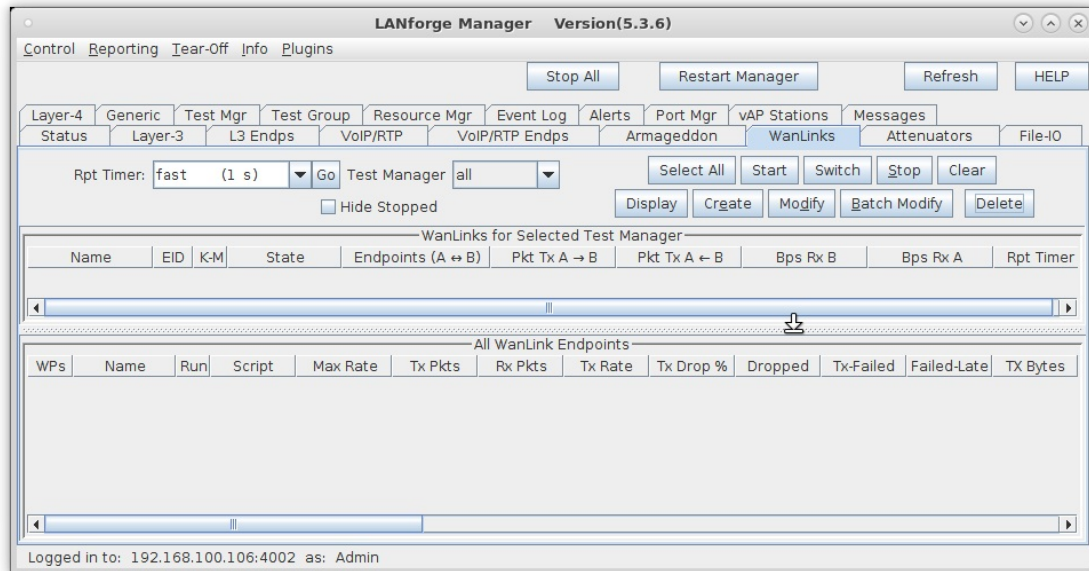 LANforge Manager Version(5.3.6)
Control Reporting Tear-Off Info Plugins
Stop All Restart Manager Refresh HELP
Layer-4 Generic Test Mgr Test Group Resource Mgr Event Log Alerts Port Mgr vAP Stations Messages
Status Layer-3 L3 Endps VoIP/RTP VoIP/RTP Endps Armageddon WanLinks Attenuators File-IO
Rpt Timer: fast (1 s) Go Test Manager all Select All Start Switch Stop Clear
Hide Stopped Display Create Modify Batch Modify Delete
WanLinks for Selected Test Manager
Name EID K-M State Endpoints (A ↔ B) Pkt Tx A → B Pkt Tx A ← B Bps Rx B Bps Rx A Rpt Timer
All WanLink Endpoints
WPs Name Run Script Max Rate Tx Pkts Rx Pkts Tx Rate Tx Drop % Dropped Tx-Failed Failed-Late TX Bytes
Logged in to: 192.168.100.106:4002 as: Admin